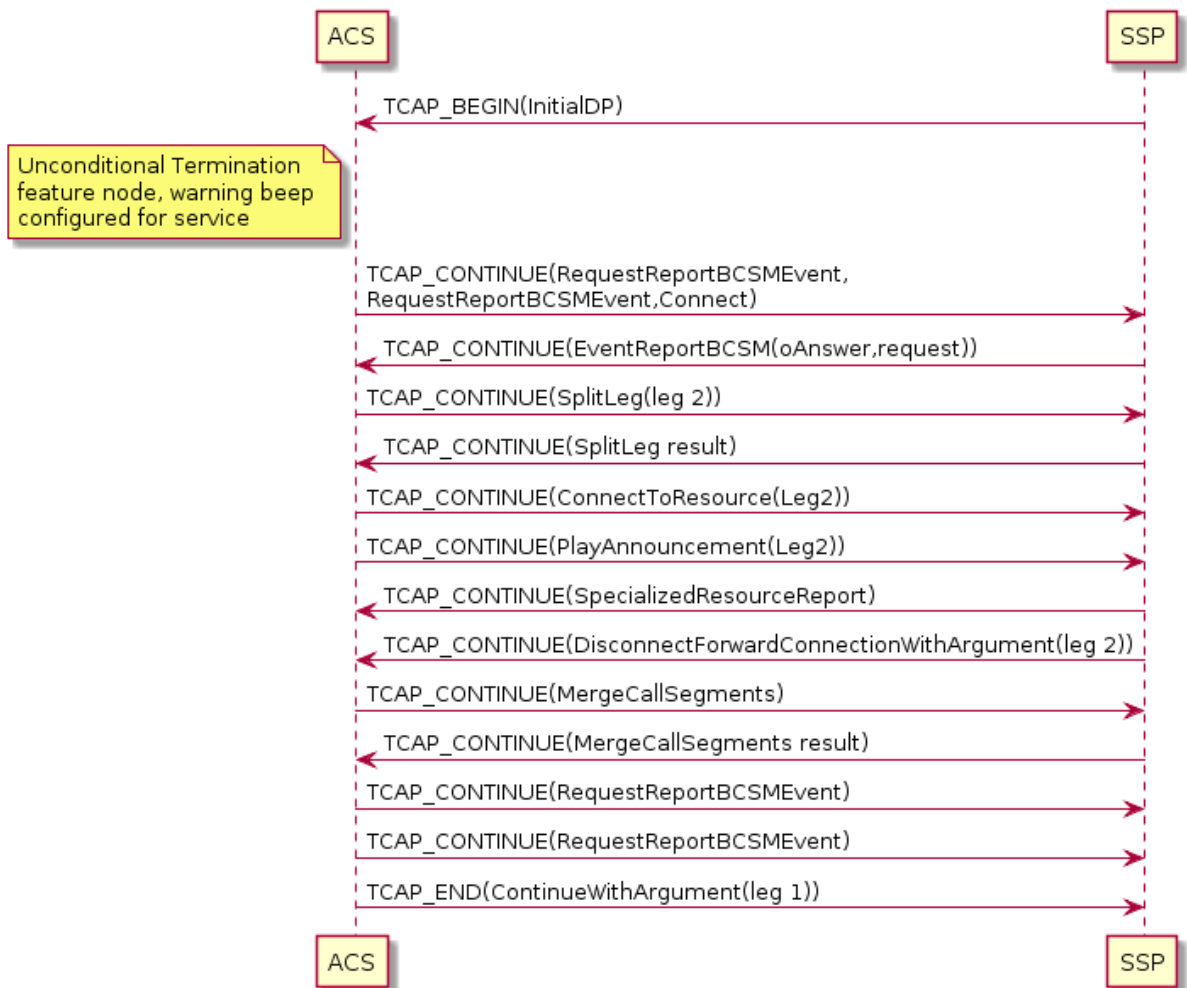 ACS
SSP
TCAP_BEGIN(InitialDP)
Unconditional Termination
feature node, warning beep
configured for service
TCAP_CONTINUE(RequestReportBCSMEvent,
RequestReportBCSMEvent,Connect)
TCAP_CONTINUE(EventReportBCSM(oAnswer,request))
TCAP_CONTINUE(SplitLeg(leg 2))
TCAP_CONTINUE(SplitLeg result)
TCAP_CONTINUE(ConnectToResource(Leg2))
TCAP_CONTINUE(PlayAnnouncement(Leg2))
TCAP_CONTINUE(SpecializedResourceReport)
TCAP_CONTINUE(DisconnectForwardConnectionWithArgument(leg 2))
TCAP_CONTINUE(MergeCallSegments)
TCAP_CONTINUE(MergeCallSegments result)
TCAP_CONTINUE(RequestReportBCSMEvent)
TCAP_CONTINUE(RequestReportBCSMEvent)
TCAP_END(ContinueWithArgument(leg 1))
ACS
SSP